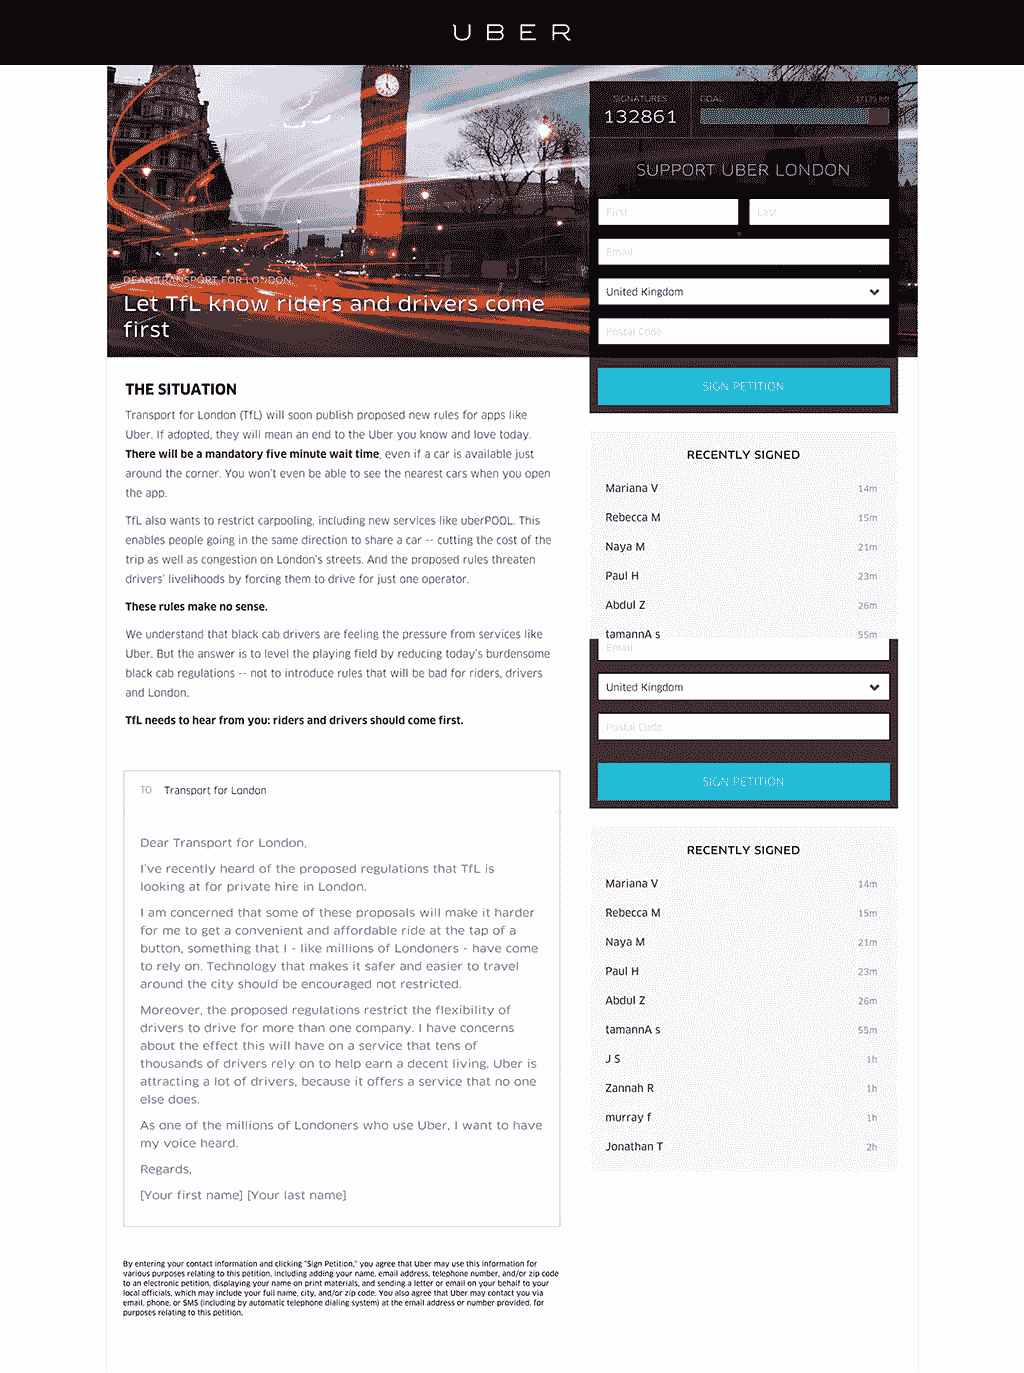 UBER
DEAR TRANSPORT FOR LONDON,
Let TfL know riders and drivers come
first
SIGNATURES
132861
GOAL
SUPPORT UBER LONDON
First
Last
Email
United Kingdom
Postal Code
SIGN PETITION
THE SITUATION
Transport for London (TfL) will soon publish proposed new rules for apps like
Uber. If adopted, they will mean an end to the Uber you know and love today.
There will be a mandatory five minute wait time, even if a car is available just
around the corner. You won't even be able to see the nearest cars when you open
the app.
TfL also wants to restrict carpooling, including new services like uberPOOL. This
enables people going in the same direction to share a car -- cutting the cost of the
trip as well as congestion on London's streets. And the proposed rules threaten
drivers' livelihoods by forcing them to drive for just one operator.
These rules make no sense.
We understand that black cab drivers are feeling the pressure from services like
Uber. But the answer is to level the playing field by reducing today's burdensome
black cab regulations -- not to introduce rules that will be bad for riders, drivers
and London.
TfL needs to hear from you: riders and drivers should come first.
TO Transport for London
Dear Transport for London,
I've recently heard of the proposed regulations that TfL is
looking at for private hire in London.
I am concerned that some of these proposals will make it harder
for me to get a convenient and affordable ride at the tap of a
button, something that I - like millions of Londoners - have come
to rely on. Technology that makes it safer and easier to travel
around the city should be encouraged not restricted.
Moreover, the proposed regulations restrict the flexibility of
drivers to drive for more than one company. I have concerns
about the effect this will have on a service that tens of
thousands of drivers rely on to help earn a decent living. Uber is
attracting a lot of drivers, because it offers a service that no one
else does.
As one of the millions of Londoners who use Uber, I want to have
my voice heard.
Regards,
[Your first name] [Your last name]
By entering your contact information and clicking "Sign Petition," you agree that Uber may use this information for
various purposes relating to this petition, including adding your name, email address, telephone number, and/or zip code
to an electronic petition, displaying your name on print materials, and sending a letter or email on your behalf to your
local officials, which may include your full name, city, and/or zip code. You also agree that Uber may contact you via
email, phone, or SMS (including by automatic telephone dialing system) at the email address or number provided, for
purposes relating to this petition.
RECENTLY SIGNED
Mariana V 14m
Rebecca M 15m
Naya M 21m
Paul H 23m
Abdul Z 26m
tamannA s 55m
Email
United Kingdom
Postal Code
SIGN PETITION
RECENTLY SIGNED
Mariana V 14m
Rebecca M 15m
Naya M 21m
Paul H 23m
Abdul Z 26m
tamannA s 55m
J S 1h
Zannah R 1h
murray f 1h
Jonathan T 2h